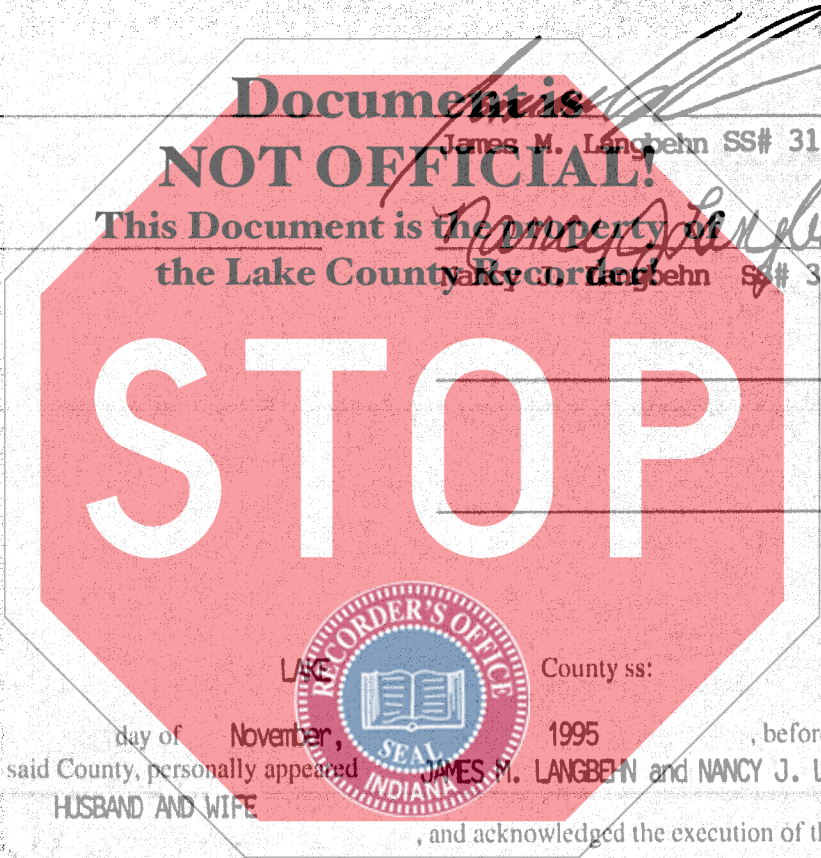 Document is
NOT OFFICIAL!
James M. Langbehn SS# 31
This Document is the property of
the Lake County Recorder!
Nancy J. Langbehn SS# 3
STOP
RECORDER'S OFFICE
SEAL
INDIANA
LAKE County ss:
day of November, 1995 , before
said County, personally appeared JAMES M. LANGBEHN and NANCY J. L
HUSBAND AND WIFE
, and acknowledged the execution of th